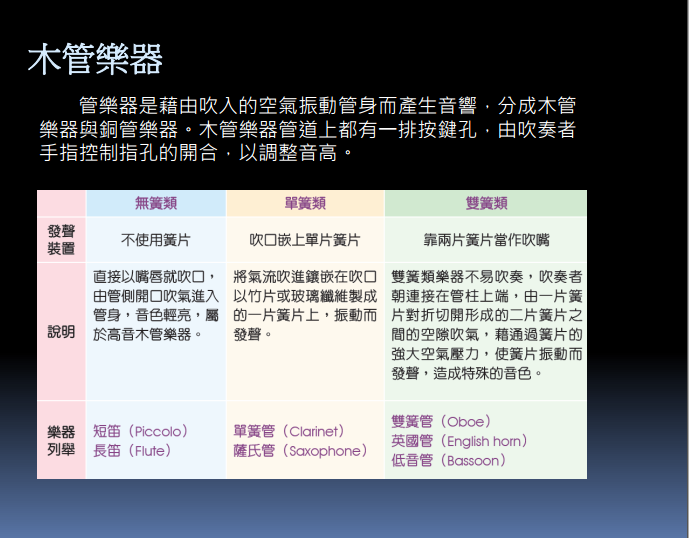 木管樂器
管樂器是藉由吹入的空氣振動管身而產生音響，分成木管
樂器與銅管樂器。木管樂器管道上都有一排按鍵孔，由吹奏者
手指控制指孔的開合，以調整音高。
無簧類
單簧類
雙簧類
發聲
裝置
不使用簧片
吹口嵌上單片簧片
靠兩片簧片當作吹嘴
說明
直接以嘴唇就吹口，
由管側開口吹氣進入
管身，音色輕亮，屬
於高音木管樂器。
將氣流吹進鑲嵌在吹口
以竹片或玻璃纖維製成
的一片簧片上，振動而
發聲。
雙簧類樂器不易吹奏，吹奏者
朝連接在管柱上端，由一片簧
片對折切開形成的二片簧片之
間的空隙吹氣，藉通過簧片的
強大空氣壓力，使簧片振動而
發聲，造成特殊的音色。
樂器
列舉
短笛（Piccolo）
長笛（Flute）
單簧管（Clarinet）
薩氏管（Saxophone）
雙簧管（Oboe）
英國管（English horn）
低音管（Bassoon）